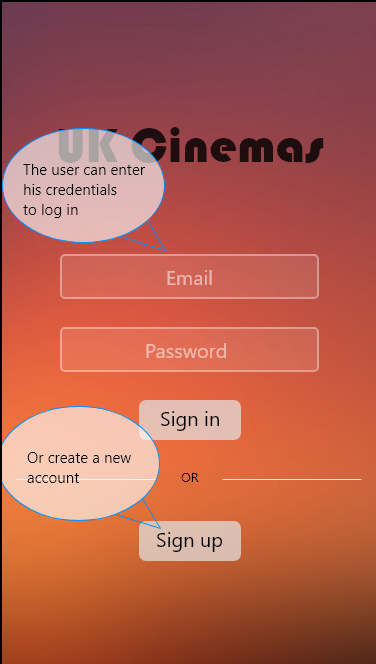 UK Cinemas
The user can enter
his credentials
to log in
Email
Password
Sign in
Or create a new
account
OR
Sign up